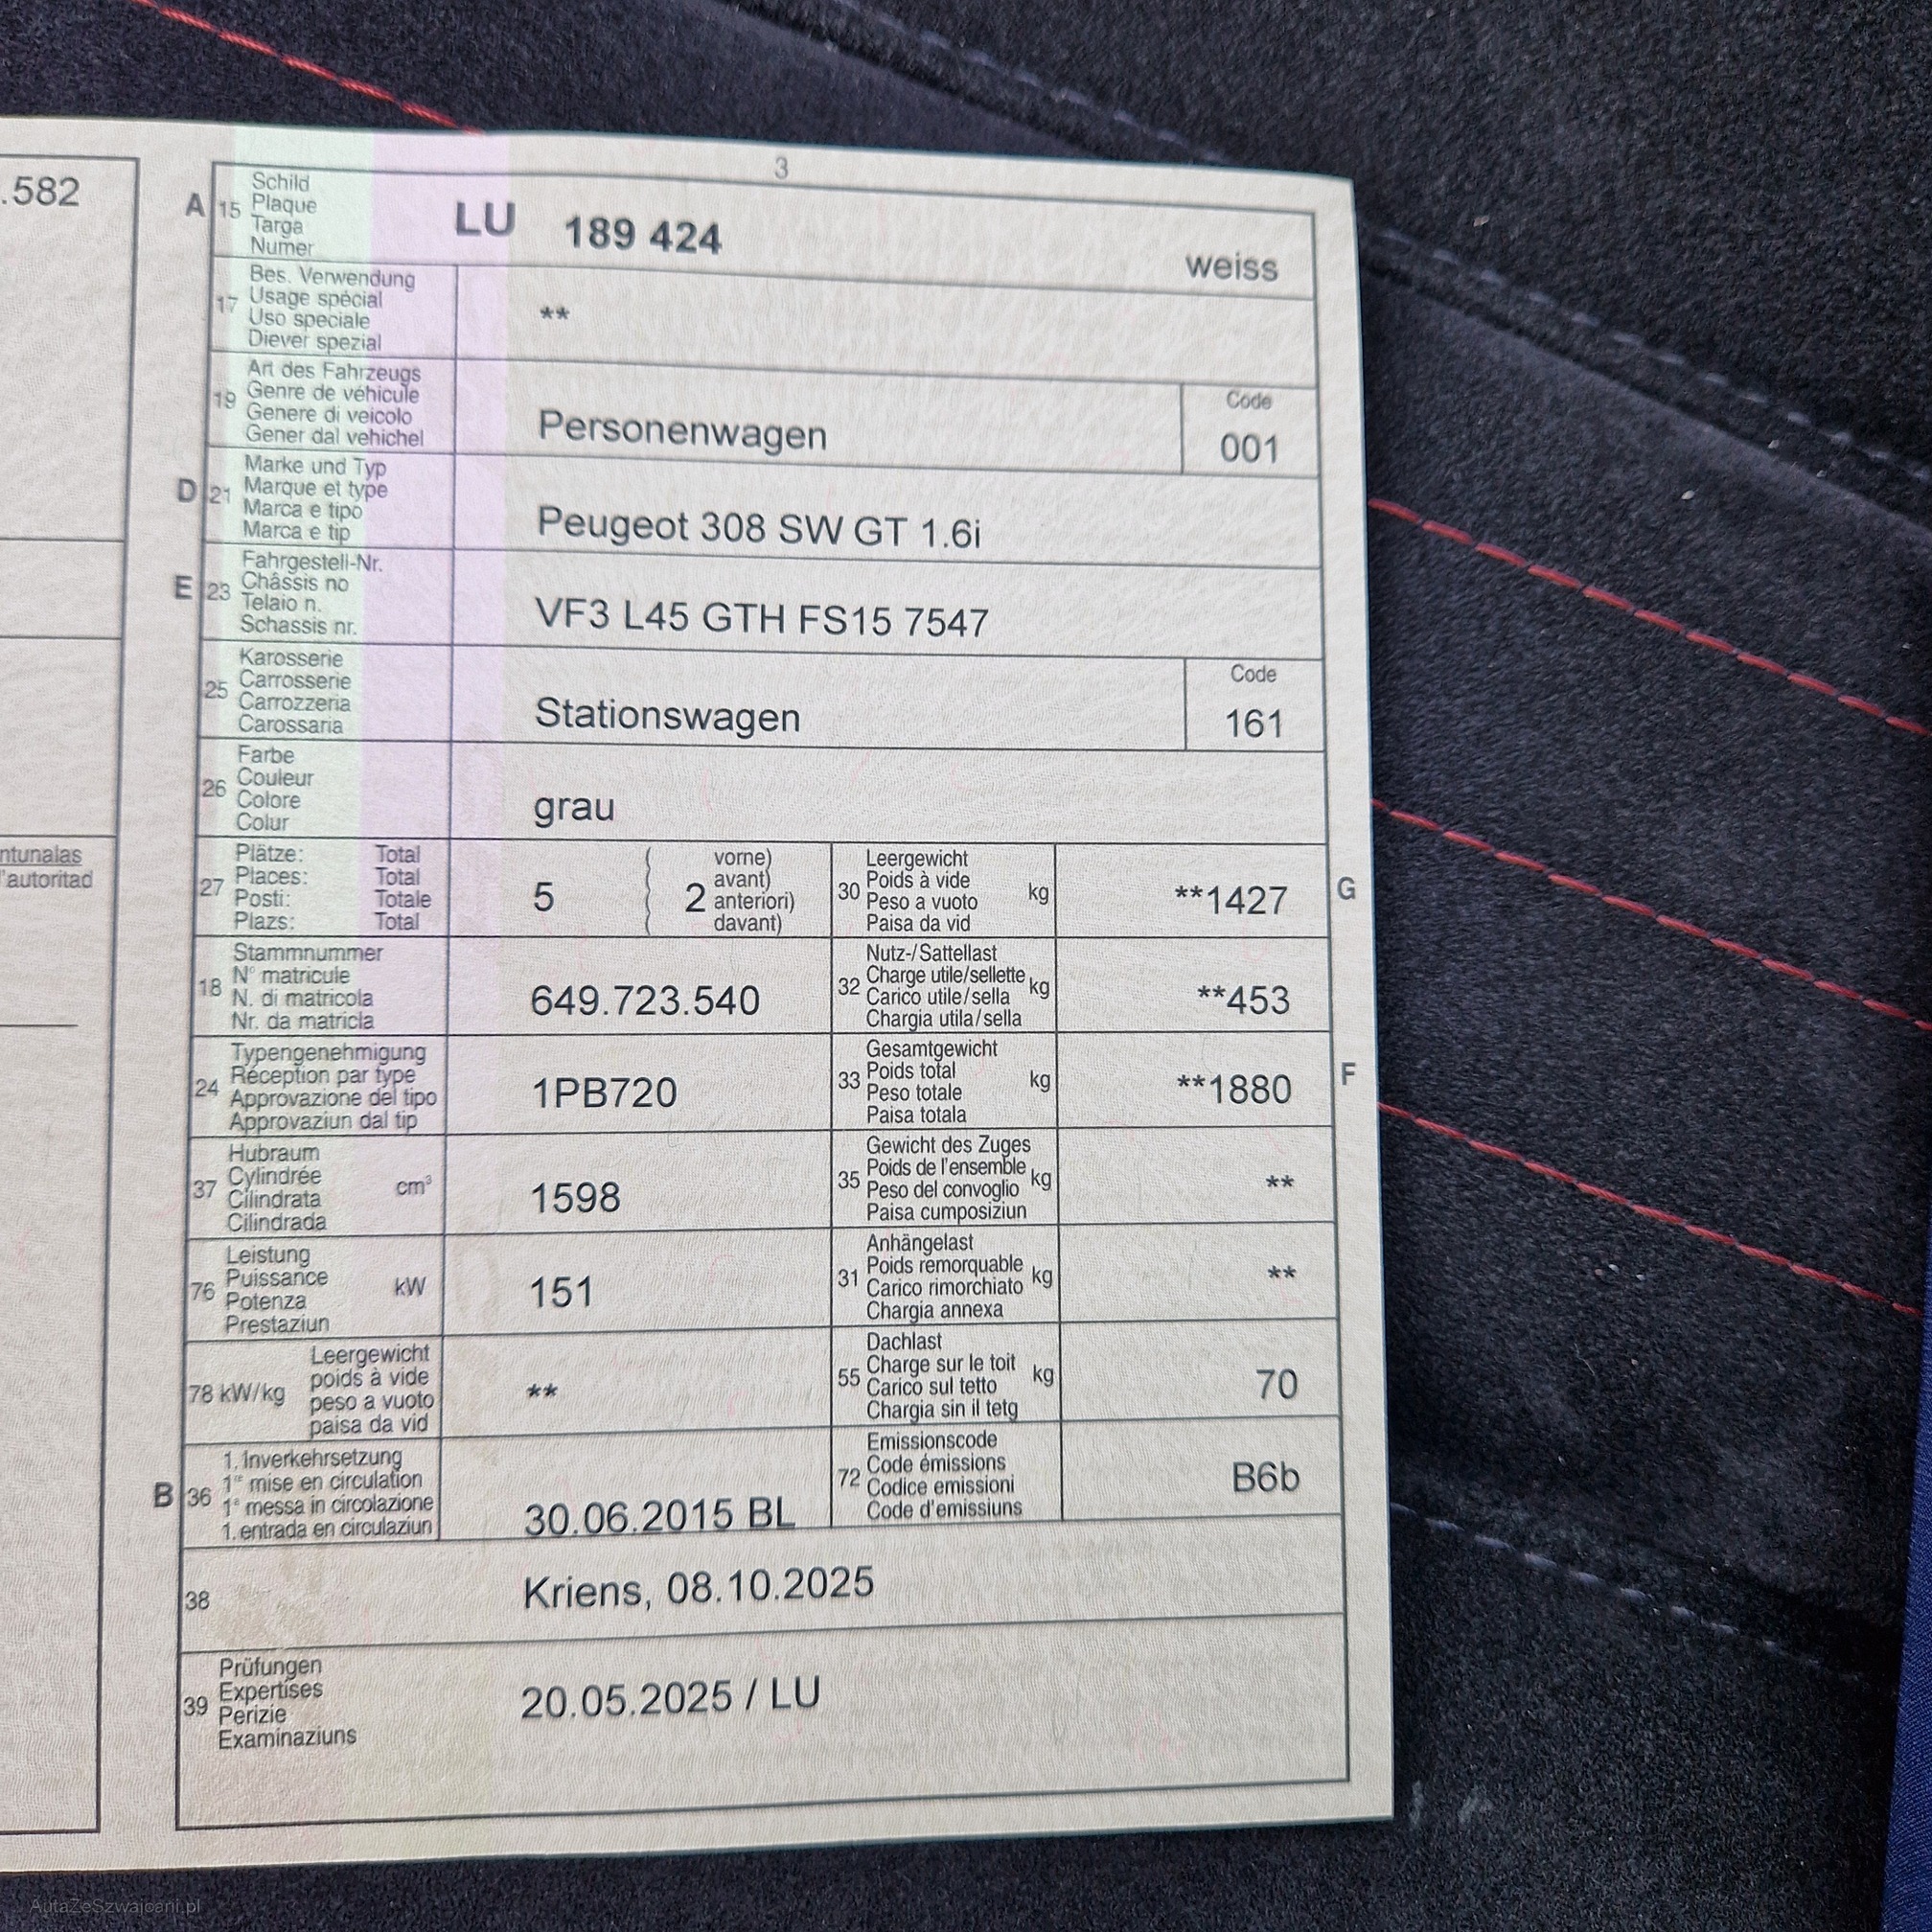 .582
ntunalas
l'autoritad
3
A 15 Schild
Plaque
Targa
Numer
LU 189 424
weiss
17 Bes. Verwendung
Usage spécial
Uso speciale
Diever spezial
**
19 Art des Fahrzeugs
Genre de véhicule
Genere di veicolo
Gener dal vehichel
Personenwagen
Code
001
D 21 Marke und Typ
Marque et type
Marca e tipo
Marca e tip
Peugeot 308 SW GT 1.6i
E 23 Fahrgestell-Nr.
Châssis no
Telaio n.
Schassis nr.
VF3 L45 GTH FS15 7547
25 Karosserie
Carrosserie
Carrozzeria
Carossaria
Stationswagen
Code
161
26 Farbe
Couleur
Colore
Colur
grau
27 Plätze: Total
Places: Total
Posti: Totale
Plazs: Total
5 ( 2 vorne)
avant)
anteriori)
davant)
30 Leergewicht
Poids à vide
Peso a vuoto
Paisa da vid
kg
**1427
G
18 Stammnummer
N° matricule
N. di matricola
Nr. da matricla
649.723.540
32 Nutz-/Sattellast
Charge utile/sellette
Carico utile/sella
Chargia utila/sella
kg
**453
24 Typengenehmigung
Réception par type
Approvazione del tipo
Approvaziun dal tip
1PB720
33 Gesamtgewicht
Poids total
Peso totale
Paisa totala
kg
**1880
F
37 Hubraum
Cylindrée
Cilindrata
Cilindrada
cm³
1598
35 Gewicht des Zuges
Poids de l'ensemble
Peso del convoglio
Paisa cumposiziun
kg
**
76 Leistung
Puissance
Potenza
Prestaziun
kW
151
31 Anhängelast
Poids remorquable
Carico rimorchiato
Chargia annexa
kg
**
78 kW/kg Leergewicht
poids à vide
peso a vuoto
paisa da vid
**
55 Dachlast
Charge sur le toit
Carico sul tetto
Chargia sin il tetg
kg
70
B 36 1. Inverkehrsetzung
1re mise en circulation
1a messa in circolazione
1. entrada en circulaziun
30.06.2015 BL
72 Emissionscode
Code émissions
Codice emissioni
Code d'emissiuns
B6b
38 Kriens, 08.10.2025
39 Prüfungen
Expertises
Perizie
Examinaziuns
20.05.2025 / LU
AutaZeSzwajcarii.pl